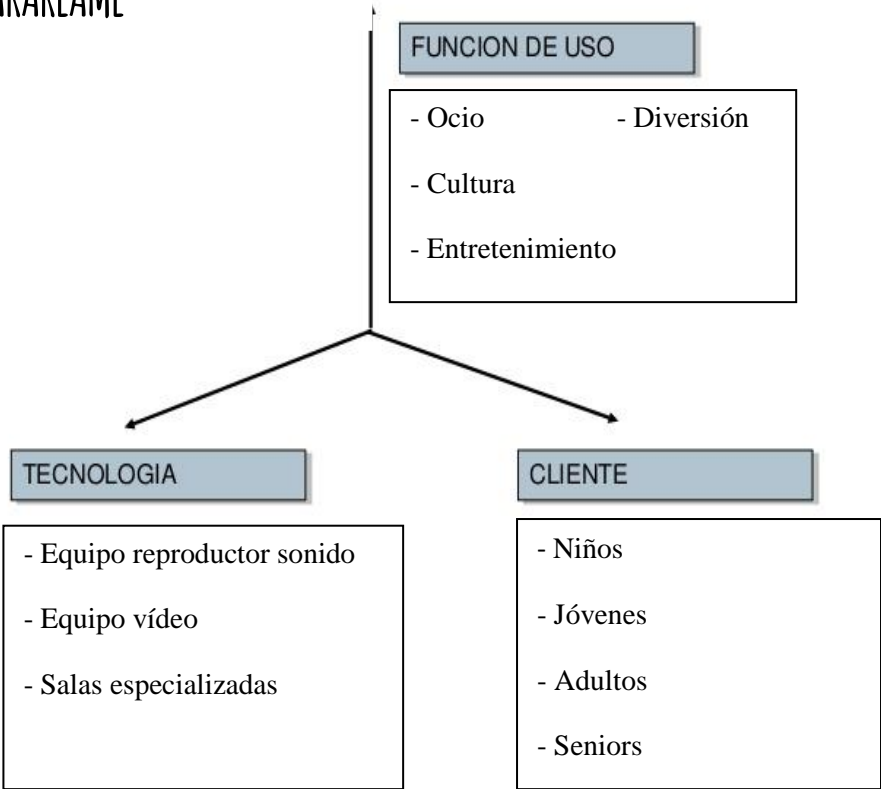 FUNCION DE USO
- Ocio - Diversión
- Cultura
- Entretenimiento
TECNOLOGIA
- Equipo reproductor sonido
- Equipo vídeo
- Salas especializadas
CLIENTE
- Niños
- Jóvenes
- Adultos
- Seniors